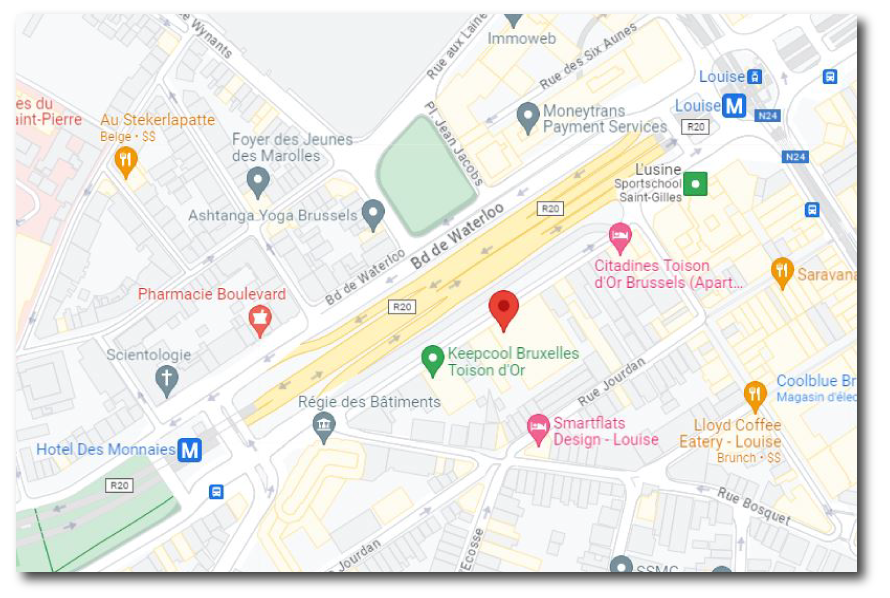 Wynants
Rue aux Laines
Immoweb
Rue des Six Aunes
Louise
Louise M
N24
R20
es du
aint-Pierre
Au Stekerlapatte
Belge • $$
Foyer des Jeunes
des Marolles
Pl. Jean Jacobs
Moneytrans
Payment Services
N24
Lusine
Sportschool
Saint-Gilles
Ashtanga Yoga Brussels
Bd de Waterloo
R20
Bd de Waterloo
Citadines Toison
d'Or Brussels (Apart...
Saravana
Pharmacie Boulevard
R20
Scientologie
Keepcool Bruxelles
Toison d'Or
Rue Jourdan
Coolblue Br
Magasin d'élec
Régie des Bâtiments
Smartflats
Design - Louise
Lloyd Coffee
Eatery - Louise
Brunch • $$
Hotel Des Monnaies M
R20
Rue Bosquet
Jourdan
l'Ecosse
SSMG